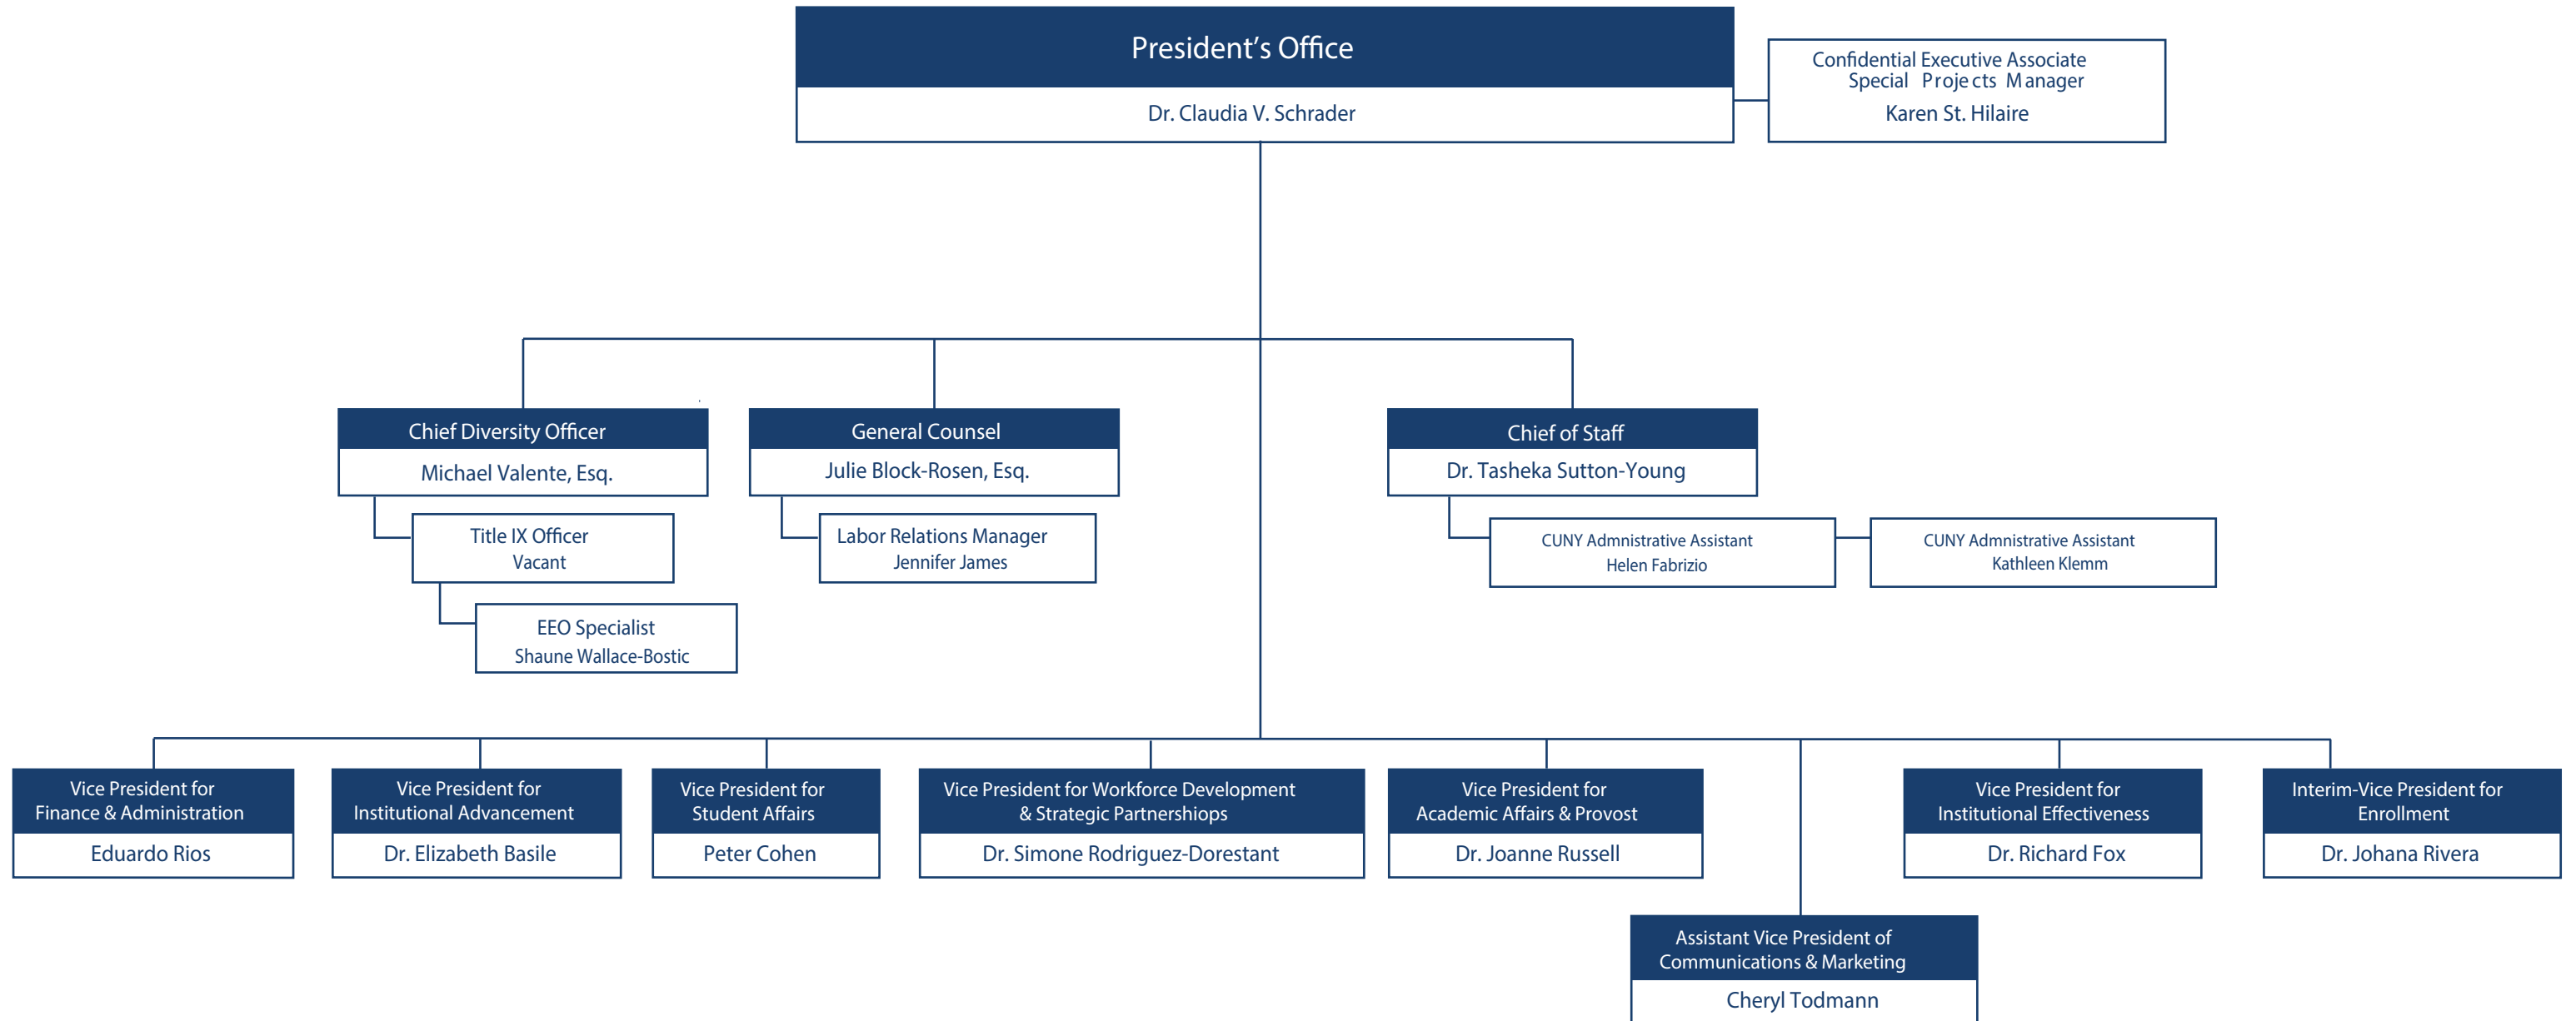 President’s Office
Dr. Claudia V. Schrader
Confidential Executive Associate
Special Projects Manager
Karen St. Hilaire
Chief Diversity Officer
Michael Valente, Esq.
General Counsel
Julie Block-Rosen, Esq.
Chief of Staff
Dr. Tasheka Sutton-Young
Title IX Officer
Vacant
Labor Relations Manager
Jennifer James
CUNY Admnistrative Assistant
Helen Fabrizio
CUNY Admnistrative Assistant
Kathleen Klemm
EEO Specialist
Shaune Wallace-Bostic
Vice President for
Finance & Administration
Eduardo Rios
Vice President for
Institutional Advancement
Dr. Elizabeth Basile
Vice President for
Student Affairs
Peter Cohen
Vice President for Workforce Development
& Strategic Partnershiops
Dr. Simone Rodriguez-Dorestant
Vice President for
Academic Affairs & Provost
Dr. Joanne Russell
Vice President for
Institutional Effectiveness
Dr. Richard Fox
Interim-Vice President for
Enrollment
Dr. Johana Rivera
Assistant Vice President of
Communications & Marketing
Cheryl Todmann